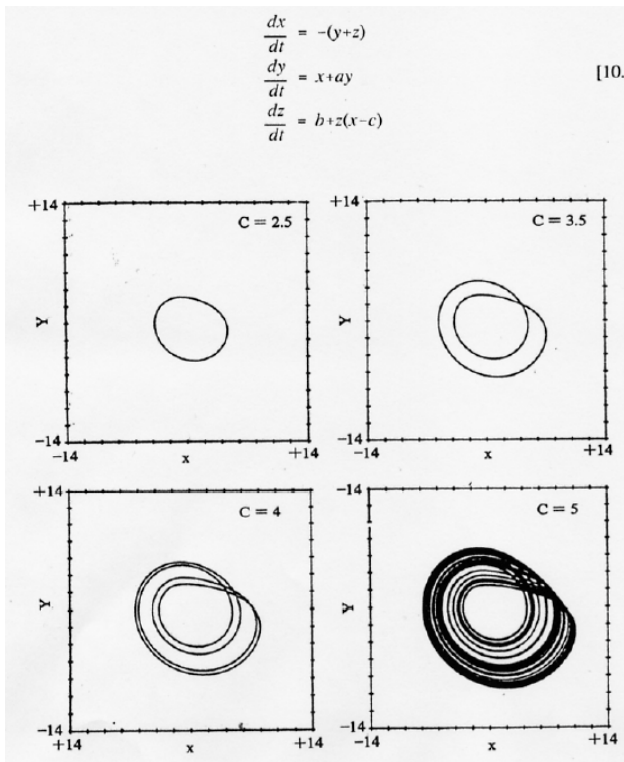 dx/dt = -(y+z)
dy/dt = x+ay [10.
dz/dt = b+z(x-c)
+14 C = 2.5
Y
-14
-14 x +14
+14 C = 3.5
Y
-14
-14 x +14
+14 C = 4
Y
-14
+14 x +14
-14 C = 5
Y
-14
-14 x +14